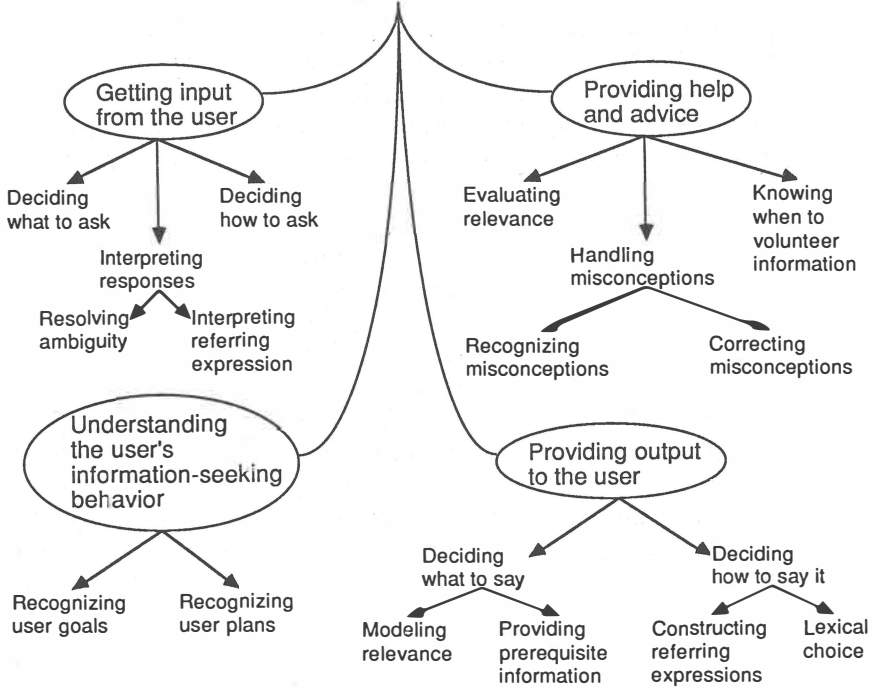 Getting input
from the user
Deciding
what to ask
Deciding
how to ask
Interpreting
responses
Resolving
ambiguity
Interpreting
referring
expression
Providing help
and advice
Evaluating
relevance
Knowing
when to
volunteer
information
Handling
misconceptions
Recognizing
misconceptions
Correcting
misconceptions
Understanding
the user's
information-seeking
behavior
Recognizing
user goals
Recognizing
user plans
Providing output
to the user
Deciding
what to say
Deciding
how to say it
Modeling
relevance
Providing
prerequisite
information
Constructing
referring
expressions
Lexical
choice